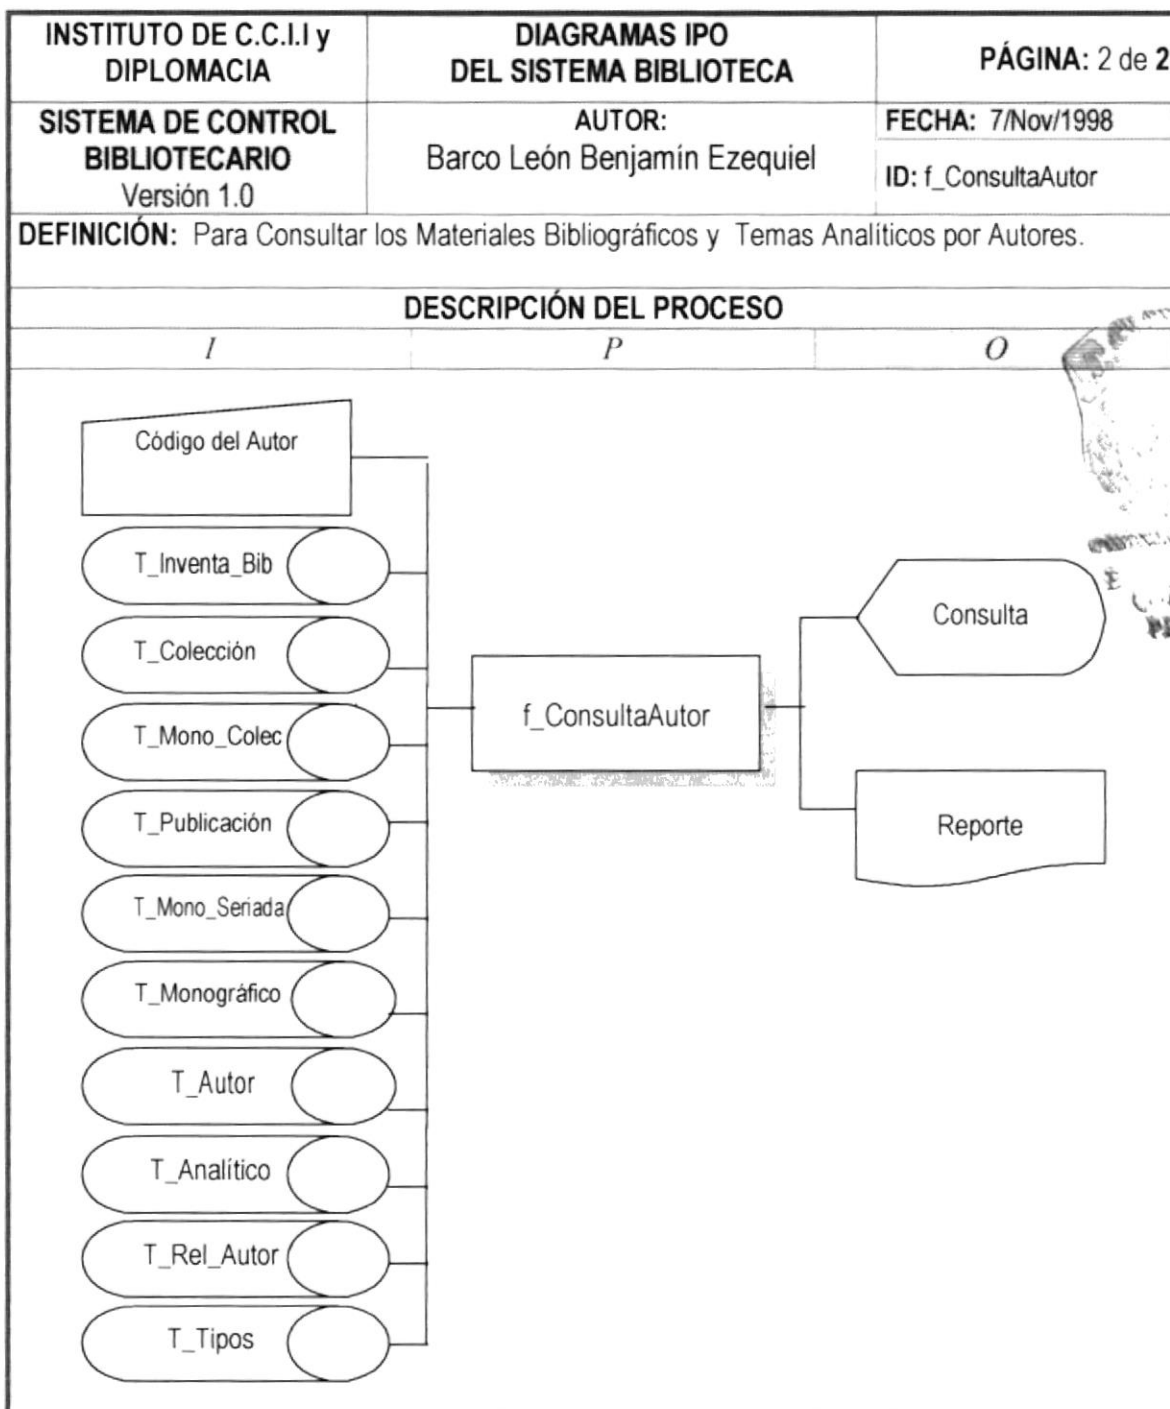 INSTITUTO DE C.C.I.I y
DIPLOMACIA
DIAGRAMAS IPO
DEL SISTEMA BIBLIOTECA
PÁGINA: 2 de 2
SISTEMA DE CONTROL
BIBLIOTECARIO
Versión 1.0
AUTOR:
Barco León Benjamín Ezequiel
FECHA: 7/Nov/1998
ID: f_ConsultaAutor
DEFINICIÓN: Para Consultar los Materiales Bibliográficos y Temas Analíticos por Autores.
DESCRIPCIÓN DEL PROCESO
I
P
O
Código del Autor
T_Inventa_Bib
T_Colección
T_Mono_Colec
T_Publicación
T_Mono_Seriada
T_Monográfico
T_Autor
T_Analítico
T_Rel_Autor
T_Tipos
f_ConsultaAutor
Consulta
Reporte